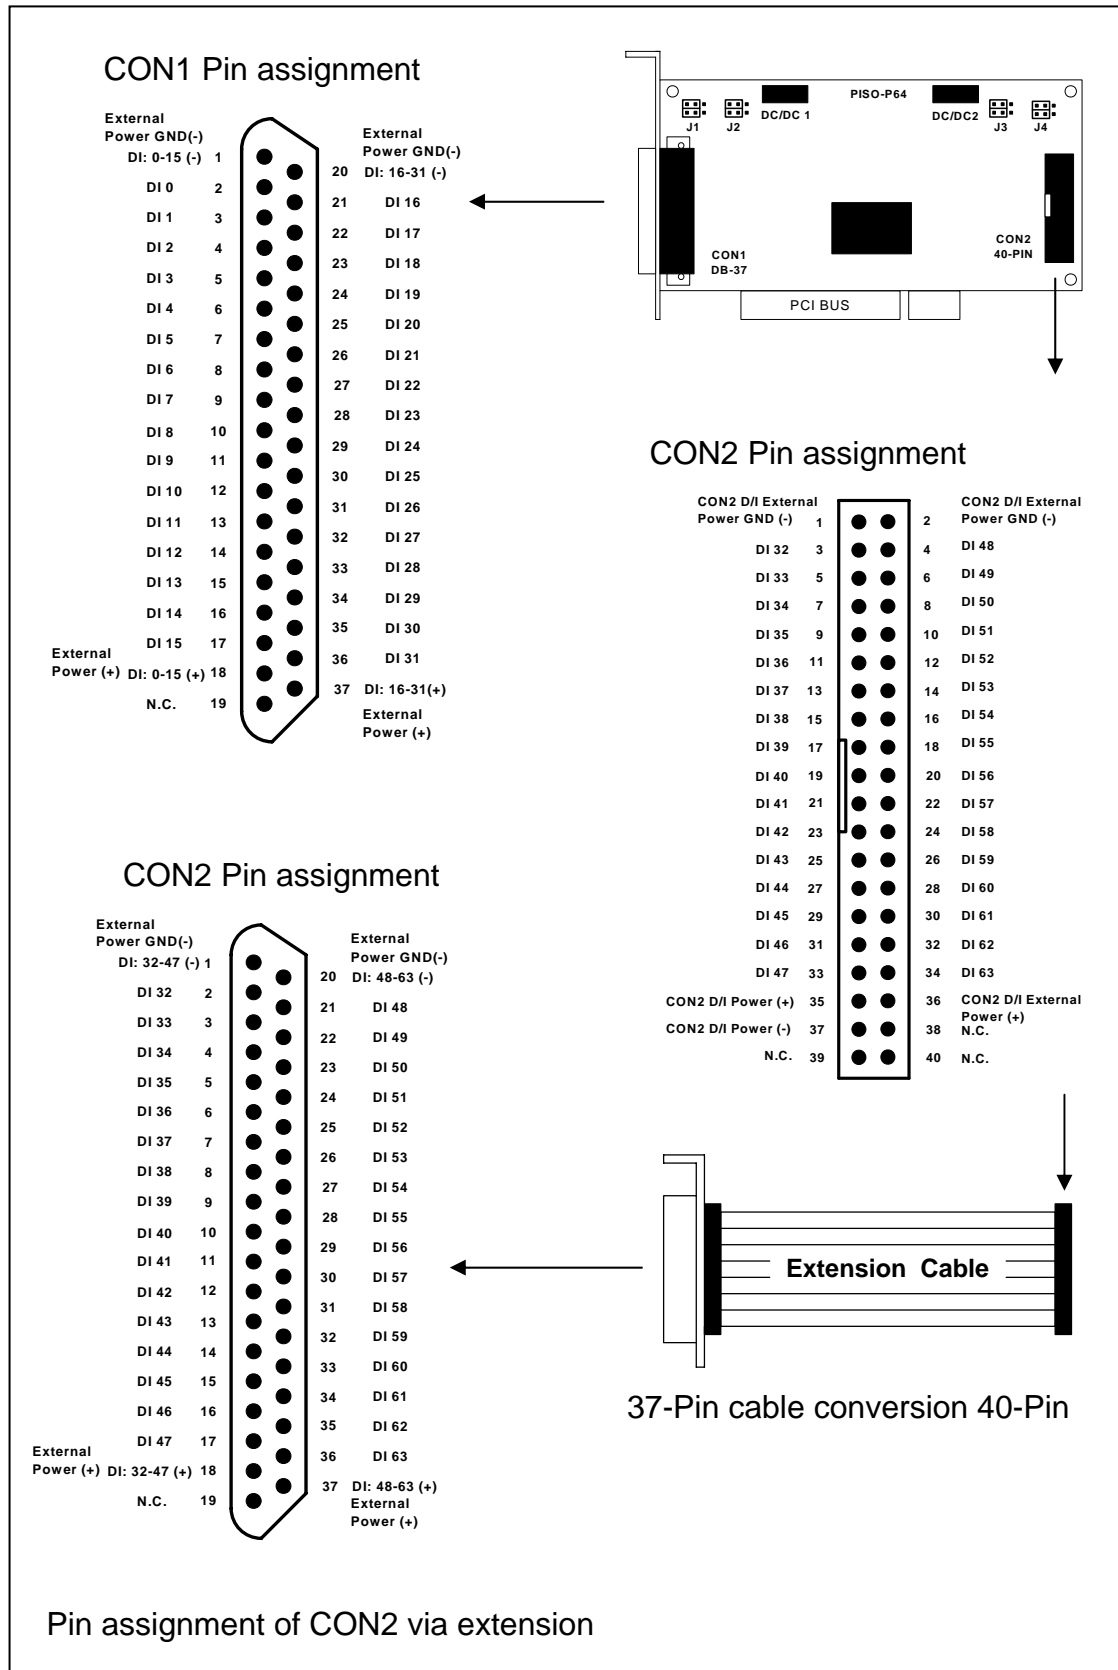 CON1 Pin assignment
External
Power GND(-)
DI: 0-15 (-) 1
DI 0 2
DI 1 3
DI 2 4
DI 3 5
DI 4 6
DI 5 7
DI 6 8
DI 7 9
DI 8 10
DI 9 11
DI 10 12
DI 11 13
DI 12 14
DI 13 15
DI 14 16
DI 15 17
External
Power (+) DI: 0-15 (+) 18
N.C. 19
External
Power GND(-)
20 DI: 16-31 (-)
21 DI 16
22 DI 17
23 DI 18
24 DI 19
25 DI 20
26 DI 21
27 DI 22
28 DI 23
29 DI 24
30 DI 25
31 DI 26
32 DI 27
33 DI 28
34 DI 29
35 DI 30
36 DI 31
37 DI: 16-31(+)
External
Power (+)
PISO-P64
J1 J2 DC/DC 1 DC/DC2 J3 J4
CON1
DB-37
CON2
40-PIN
PCI BUS
CON2 Pin assignment
CON2 D/I External
Power GND (-) 1
CON2 D/I External
2 Power GND (-)
DI 32 3 4 DI 48
DI 33 5 6 DI 49
DI 34 7 8 DI 50
DI 35 9 10 DI 51
DI 36 11 12 DI 52
DI 37 13 14 DI 53
DI 38 15 16 DI 54
DI 39 17 18 DI 55
DI 40 19 20 DI 56
DI 41 21 22 DI 57
DI 42 23 24 DI 58
DI 43 25 26 DI 59
DI 44 27 28 DI 60
DI 45 29 30 DI 61
DI 46 31 32 DI 62
DI 47 33 34 DI 63
CON2 D/I Power (+) 35 36 CON2 D/I External
Power (+)
CON2 D/I Power (-) 37 38 N.C.
N.C. 39 40 N.C.
CON2 Pin assignment
External
Power GND(-)
DI: 32-47 (-) 1
DI 32 2
DI 33 3
DI 34 4
DI 35 5
DI 36 6
DI 37 7
DI 38 8
DI 39 9
DI 40 10
DI 41 11
DI 42 12
DI 43 13
DI 44 14
DI 45 15
DI 46 16
DI 47 17
External
Power (+) DI: 32-47 (+) 18
N.C. 19
External
Power GND(-)
20 DI: 48-63 (-)
21 DI 48
22 DI 49
23 DI 50
24 DI 51
25 DI 52
26 DI 53
27 DI 54
28 DI 55
29 DI 56
30 DI 57
31 DI 58
32 DI 59
33 DI 60
34 DI 61
35 DI 62
36 DI 63
37 DI: 48-63 (+)
External
Power (+)
Extension Cable
37-Pin cable conversion 40-Pin
Pin assignment of CON2 via extension